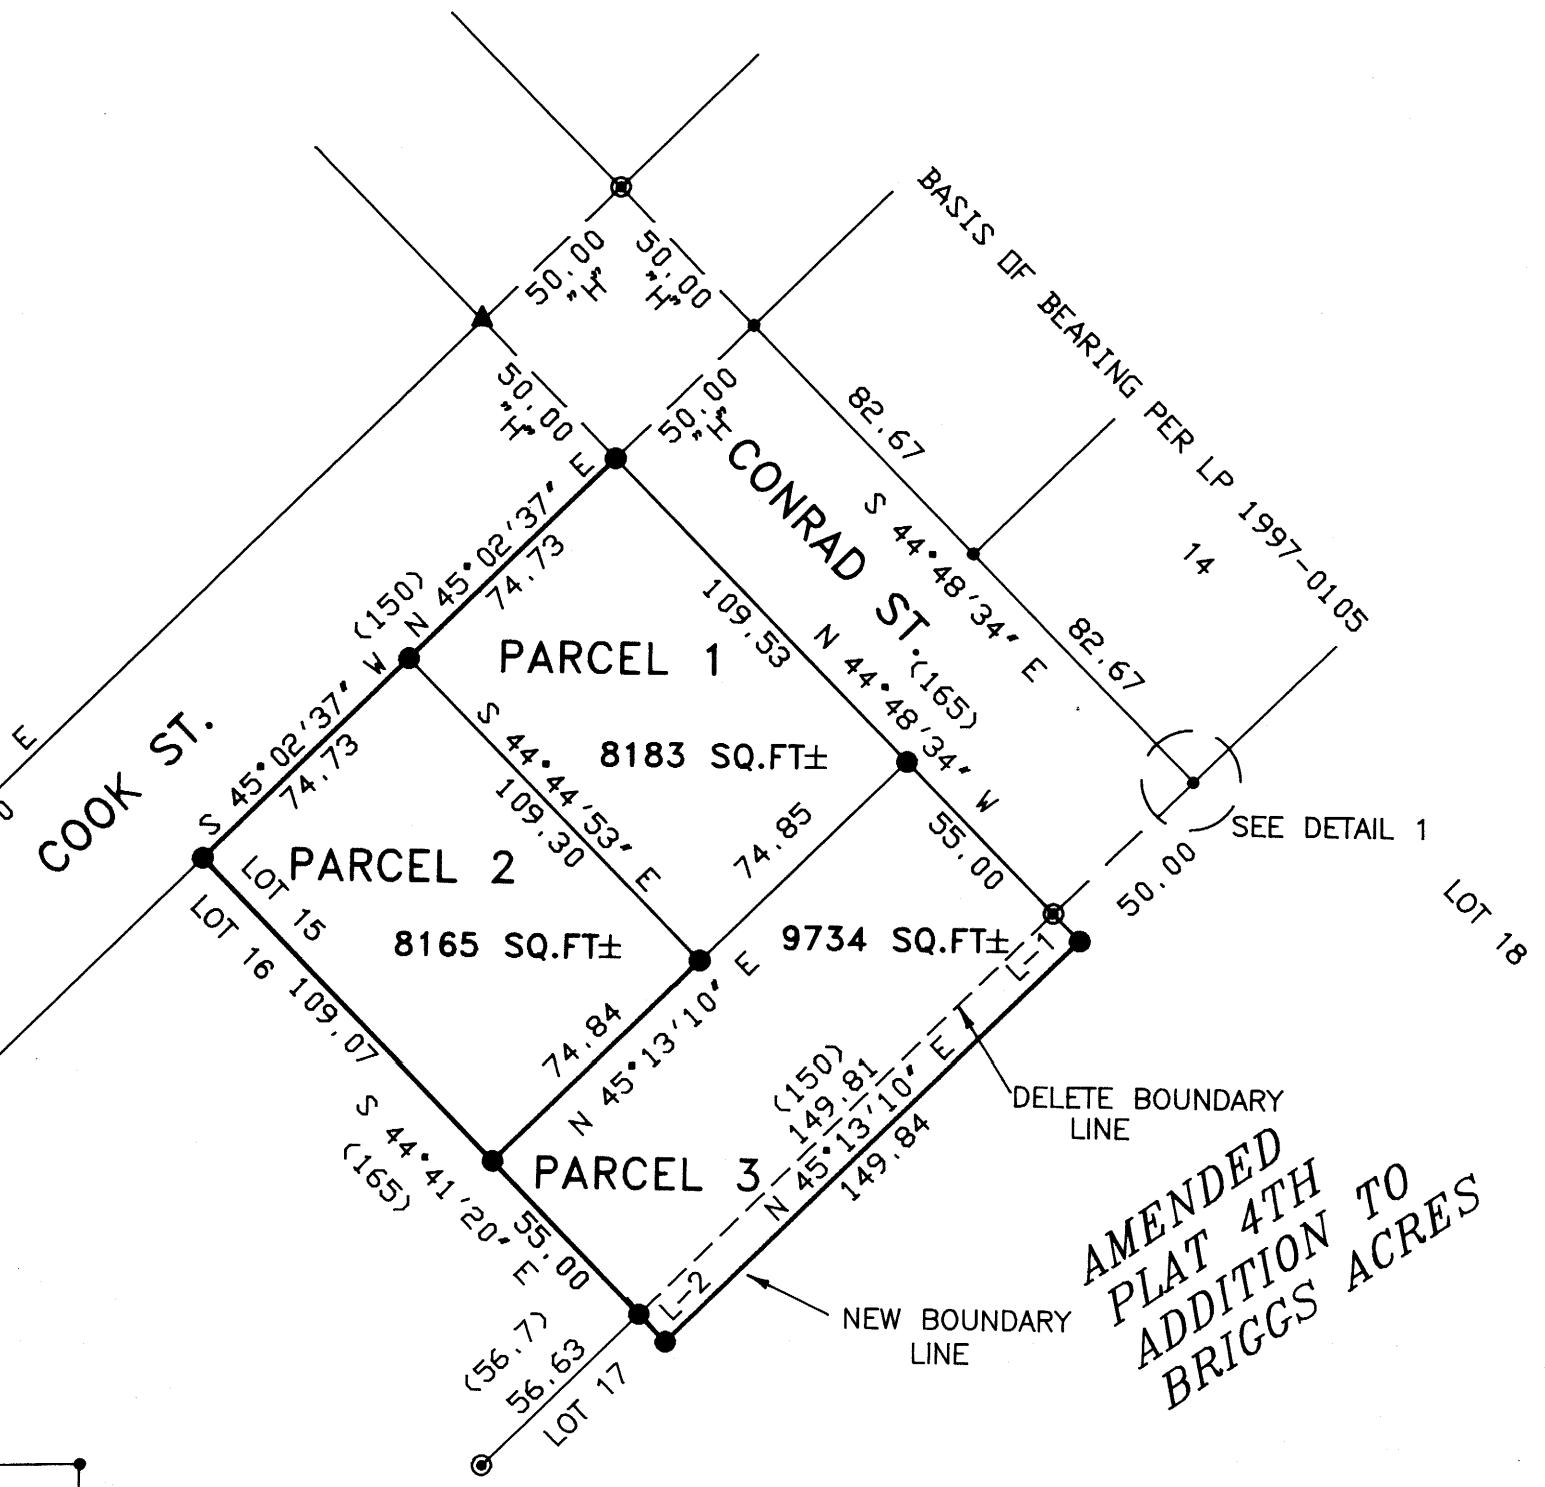 50.00
"H"
50.00
"H"
50.00
"H"
50.00
"H"
BASIS OF BEARING PER LP 1997-0105
82.67
S 44°48'34" E
82.67
14
CONRAD ST.
(165)
N 44°48'34" W
109.53
55.00
SEE DETAIL 1
50.00
LOT 18
(150)
N 45°02'37" E
74.73
S 45°02'37" W
74.73
COOK ST.
E
0
PARCEL 1
8183 SQ.FT±
S 44°44'53" E
109.30
74.85
PARCEL 2
8165 SQ.FT±
LOT 15
LOT 16
109.07
S 44°41'20" E
(165)
55.00
74.84
N 45°13'10" E
9734 SQ.FT±
L-1
PARCEL 3
(150)
149.81
N 45°13'10" E
149.84
DELETE BOUNDARY
LINE
L-2
NEW BOUNDARY
LINE
(56.7)
56.63
LOT 17
AMENDED
PLAT 4TH
ADDITION TO
BRIGGS ACRES